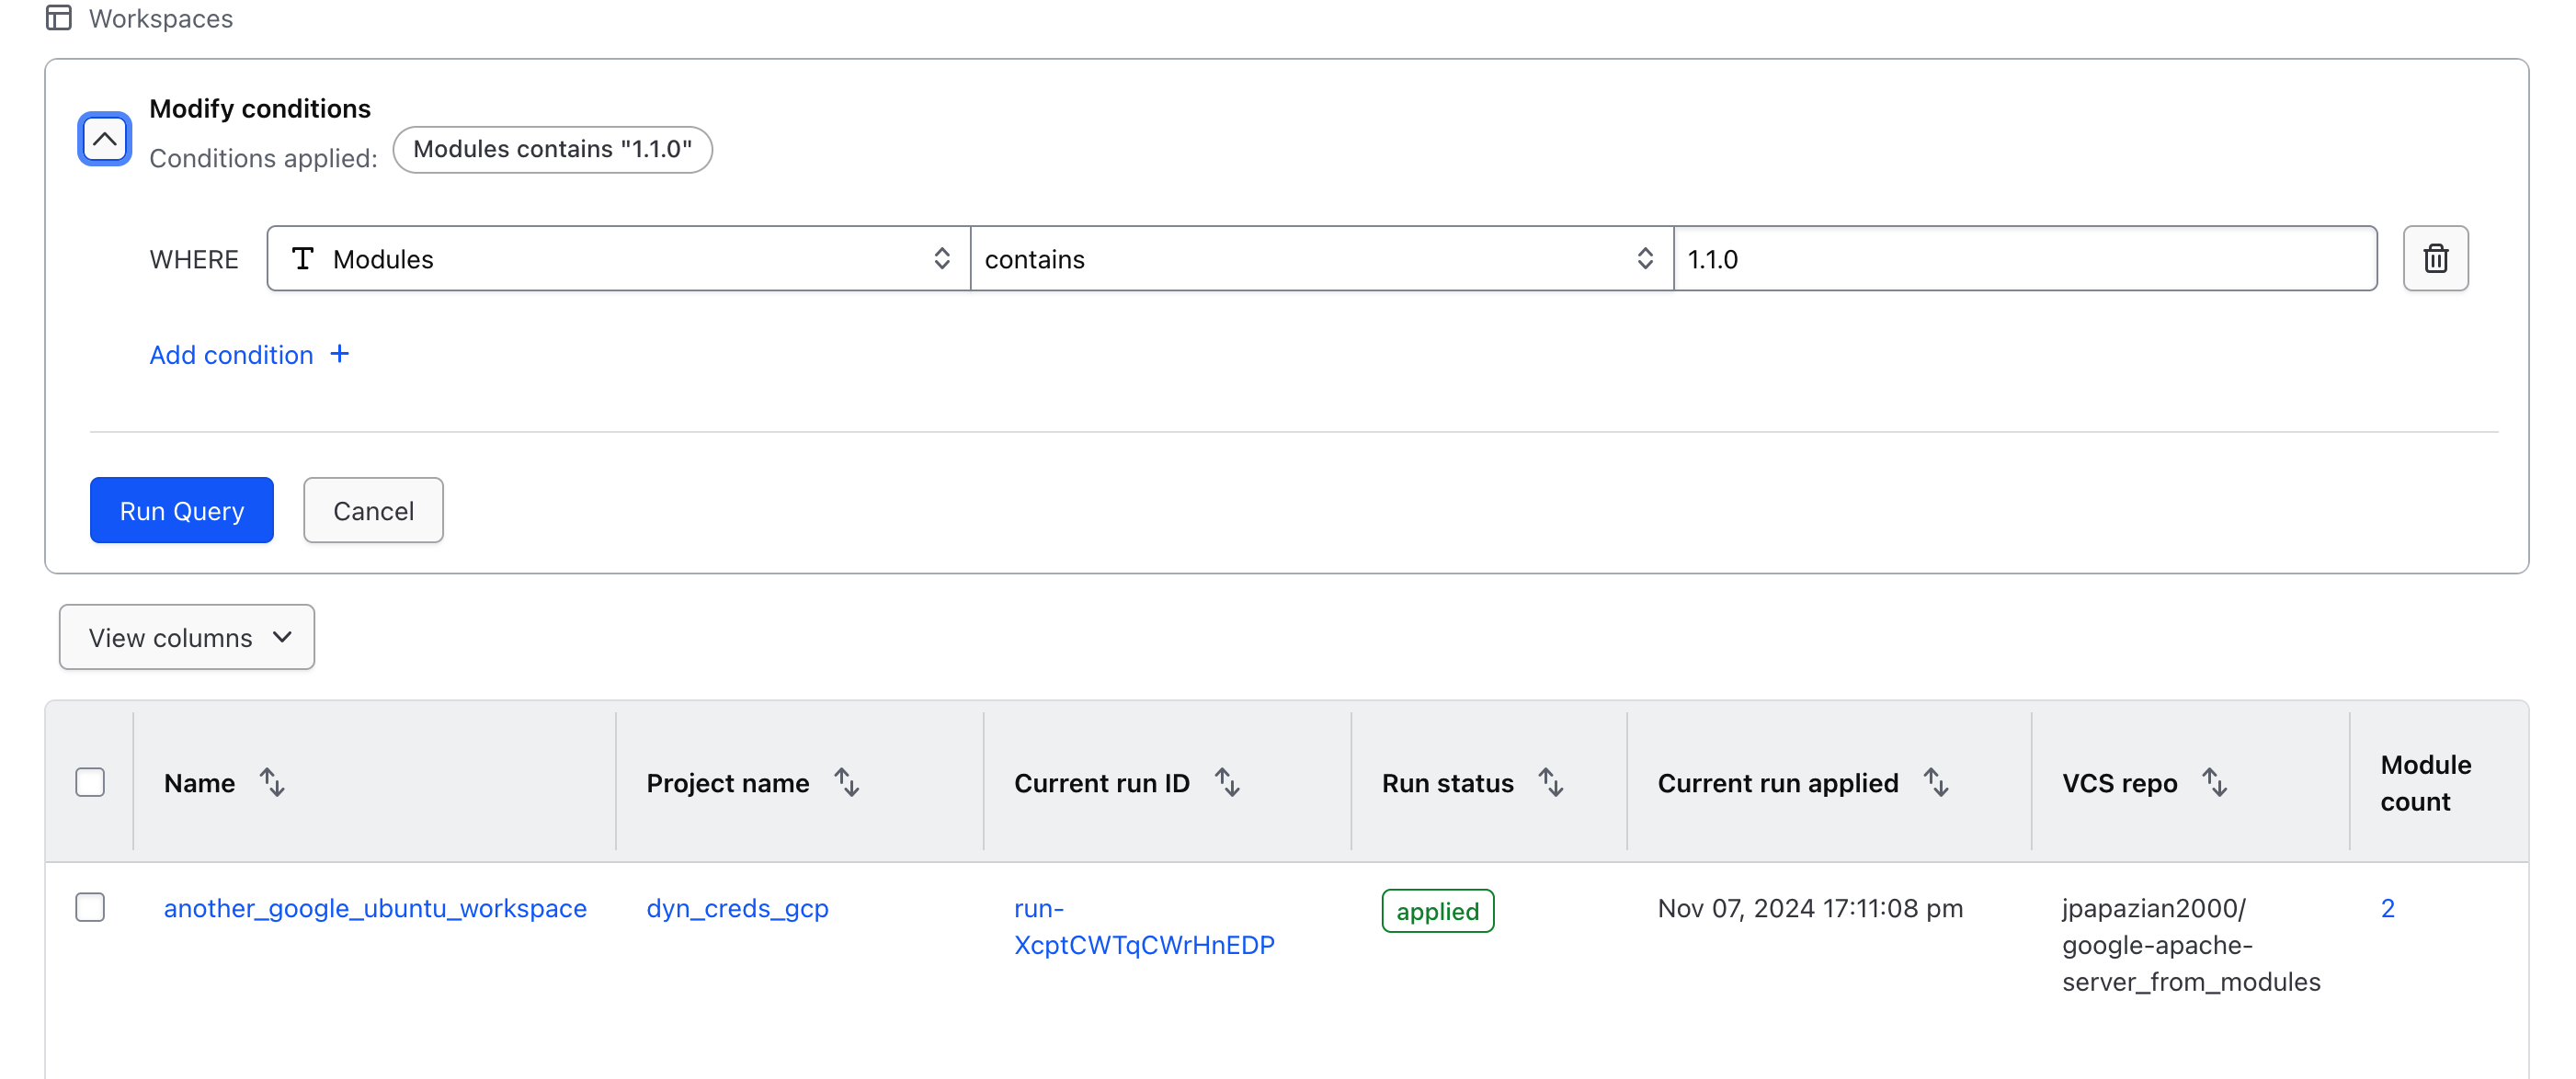 Workspaces
Modify conditions
Conditions applied: Modules contains "1.1.0"
WHERE Modules contains 1.1.0
Add condition +
Run Query Cancel
View columns
Name Project name Current run ID Run status Current run applied VCS repo Module count
another_google_ubuntu_workspace dyn_creds_gcp run-XcptCWTqCWrHnEDP applied Nov 07, 2024 17:11:08 pm jpapazian2000/google-apache-server_from_modules 2